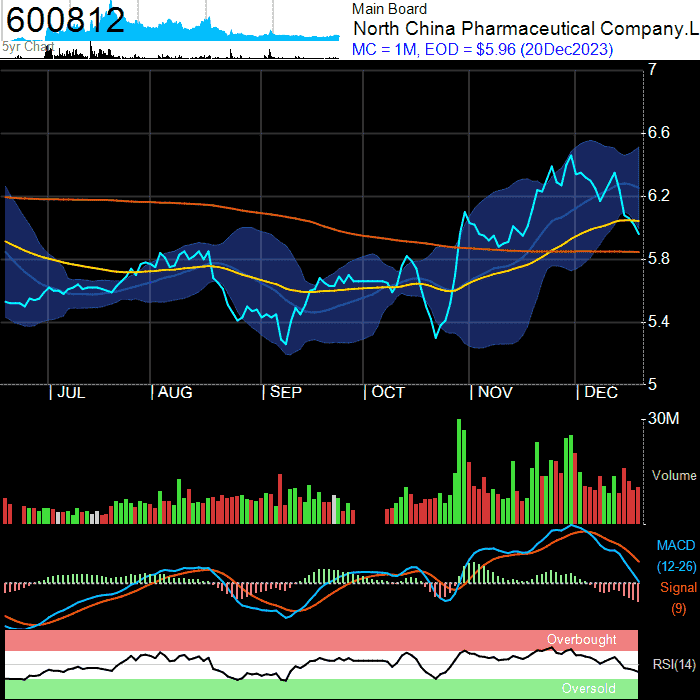 600812
5yr Chart
Main Board
North China Pharmaceutical Company.L
MC = 1M, EOD = $5.96 (20Dec2023)
7
6.6
6.2
5.8
5.4
5
| JUL | AUG | SEP | OCT | NOV | DEC
30M
Volume
MACD
(12-26)
Signal
(9)
Overbought
RSI(14)
Oversold